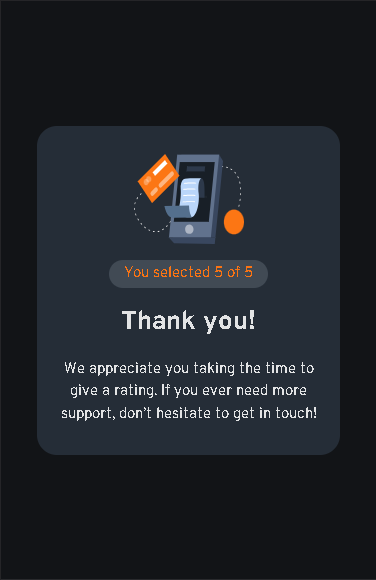 You selected 5 of 5
Thank you!
We appreciate you taking the time to
give a rating. If you ever need more
support, don't hesitate to get in touch!